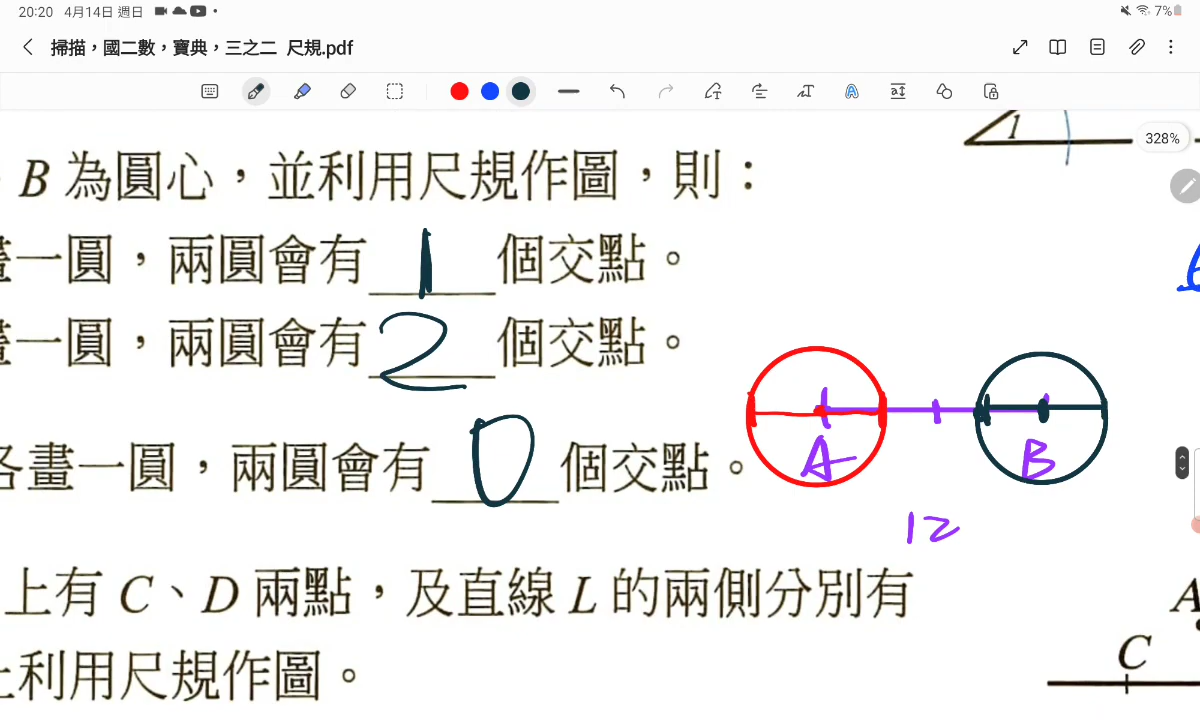 20:20 4月14日 週日
7%
掃描，國二數，寶典，三之二 尺規.pdf
1
328%
B 為圓心，並利用尺規作圖，則：
畫一圓，兩圓會有 1 個交點。
畫一圓，兩圓會有 2 個交點。
各畫一圓，兩圓會有 0 個交點。
A B
12
上有 C、D 兩點，及直線 L 的兩側分別有
A
C
上利用尺規作圖。